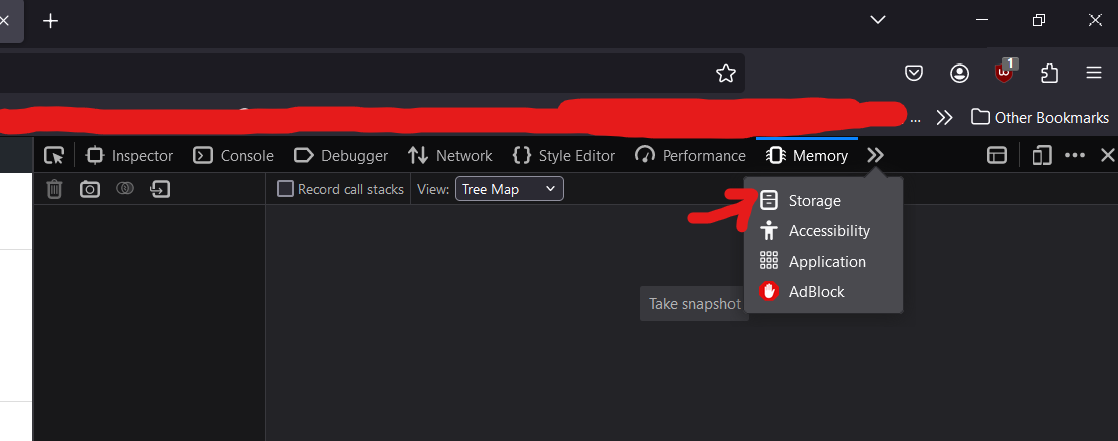 1
... Other Bookmarks
Inspector Console Debugger Network Style Editor Performance Memory
Record call stacks View: Tree Map
Storage
Accessibility
Application
Take snapshot
AdBlock